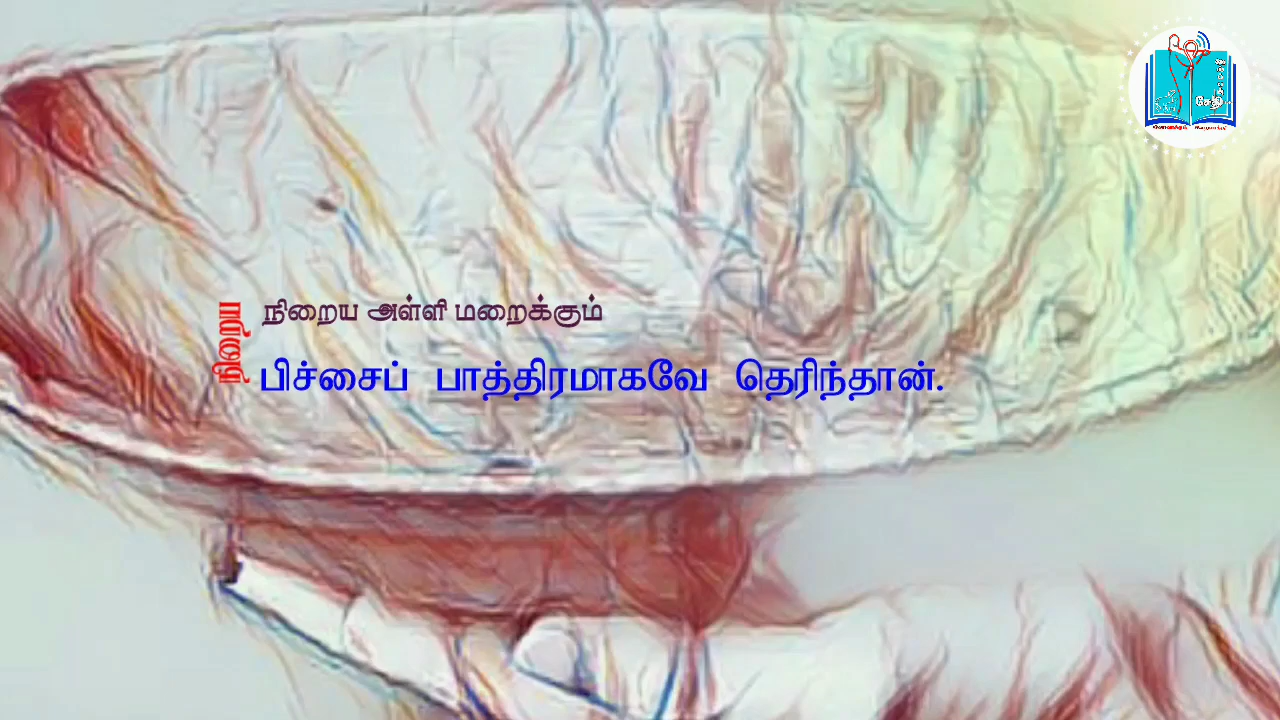 நிறைய
நிறைய அள்ளி மறைக்கும்
பிச்சைப் பாத்திரமாகவே தெரிந்தான்.